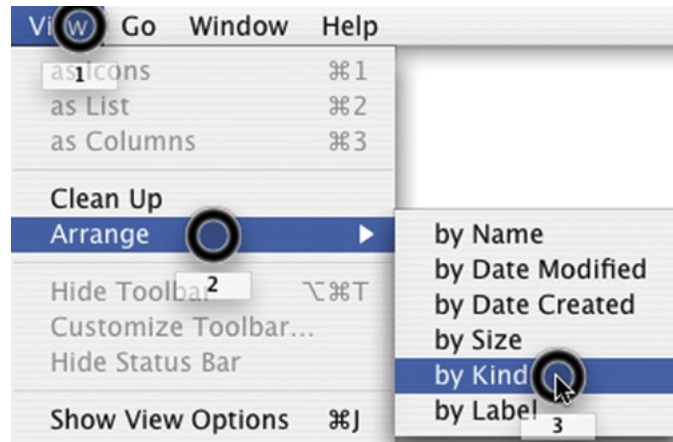 View Go Window Help
1
as Icons ⌘1
as List ⌘2
as Columns ⌘3
Clean Up
Arrange
2
Hide Toolbar ⌥⌘T
Customize Toolbar...
Hide Status Bar
Show View Options ⌘J
by Name
by Date Modified
by Date Created
by Size
by Kind
by Label
3